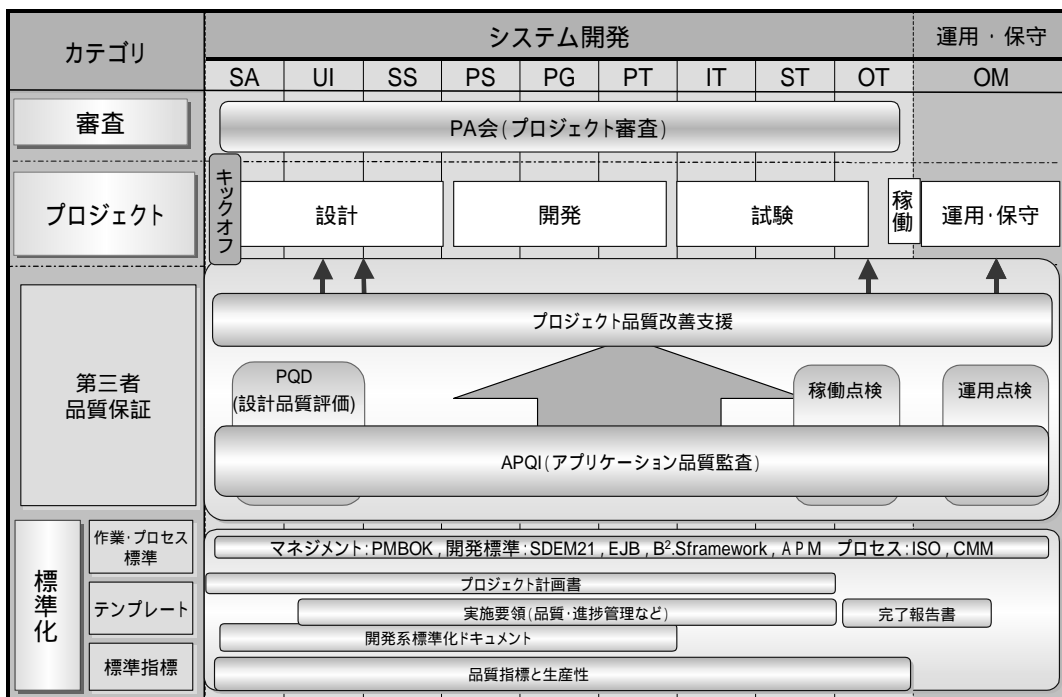 カテゴリ
システム開発
運用・保守
SA UI SS PS PG PT IT ST OT OM
審査
PA会(プロジェクト審査)
プロジェクト
キックオフ
設計
開発
試験
稼働
運用・保守
第三者
品質保証
プロジェクト品質改善支援
PQD
(設計品質評価)
稼働点検
運用点検
APQI(アプリケーション品質監査)
標準化
作業・プロセス
標準
マネジメント:PMBOK,開発標準:SDEM21,EJB,B².Sframework,APM プロセス:ISO,CMM
テンプレート
プロジェクト計画書
実施要領(品質・進捗管理など)
完了報告書
開発系標準化ドキュメント
標準指標
品質指標と生産性